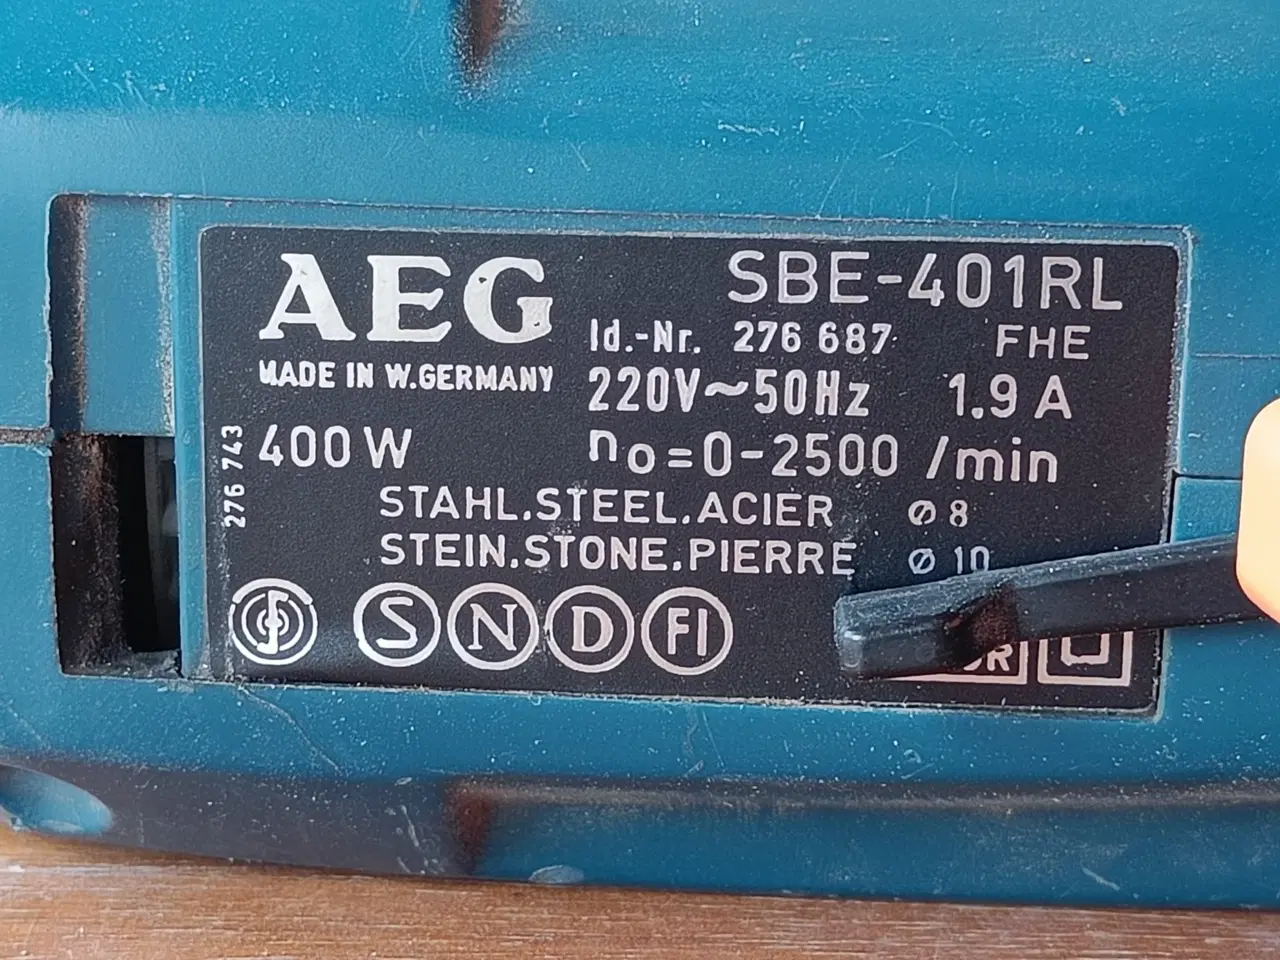 AEG
MADE IN W.GERMANY
SBE-401RL
Id.-Nr. 276 687 FHE
220V~50Hz 1.9 A
400 W
n₀=0-2500 /min
276 743
STAHL.STEEL.ACIER ⌀ 8
STEIN.STONE.PIERRE ⌀ 10
S N D FI